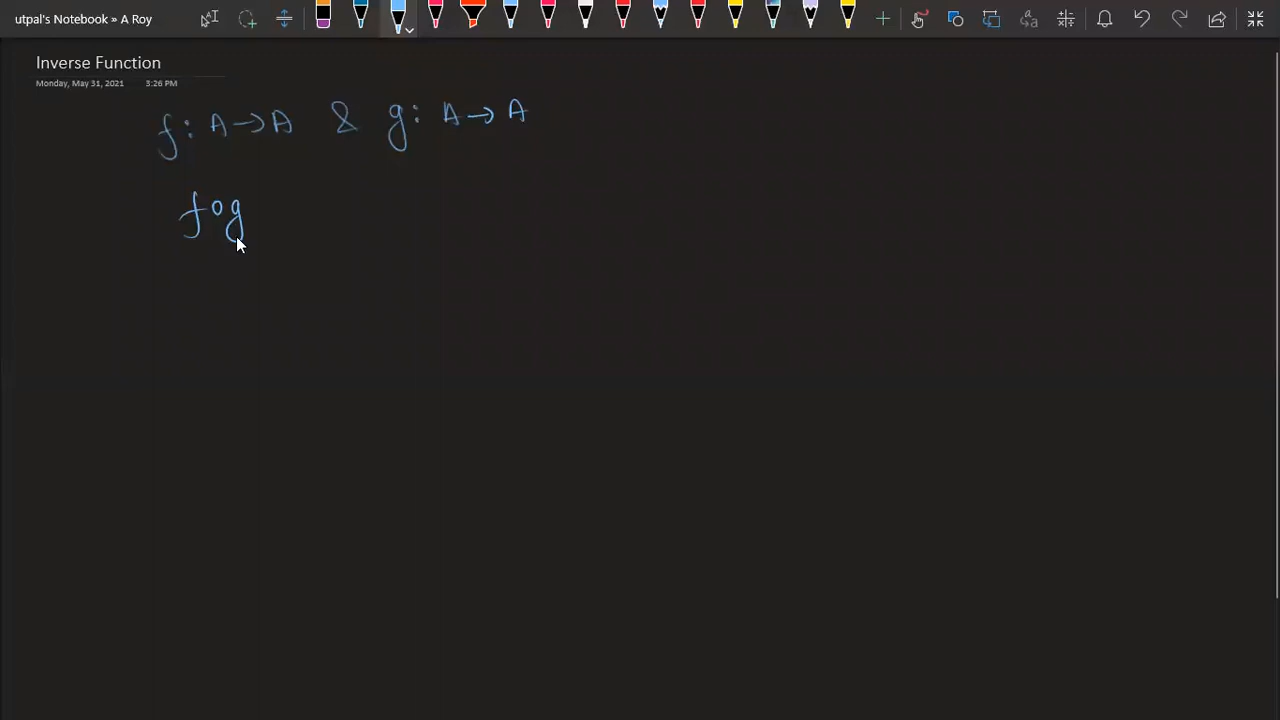 utpal's Notebook » A Roy
Inverse Function
Monday, May 31, 2021 3:26 PM
f: A→A & g: A→A
fog